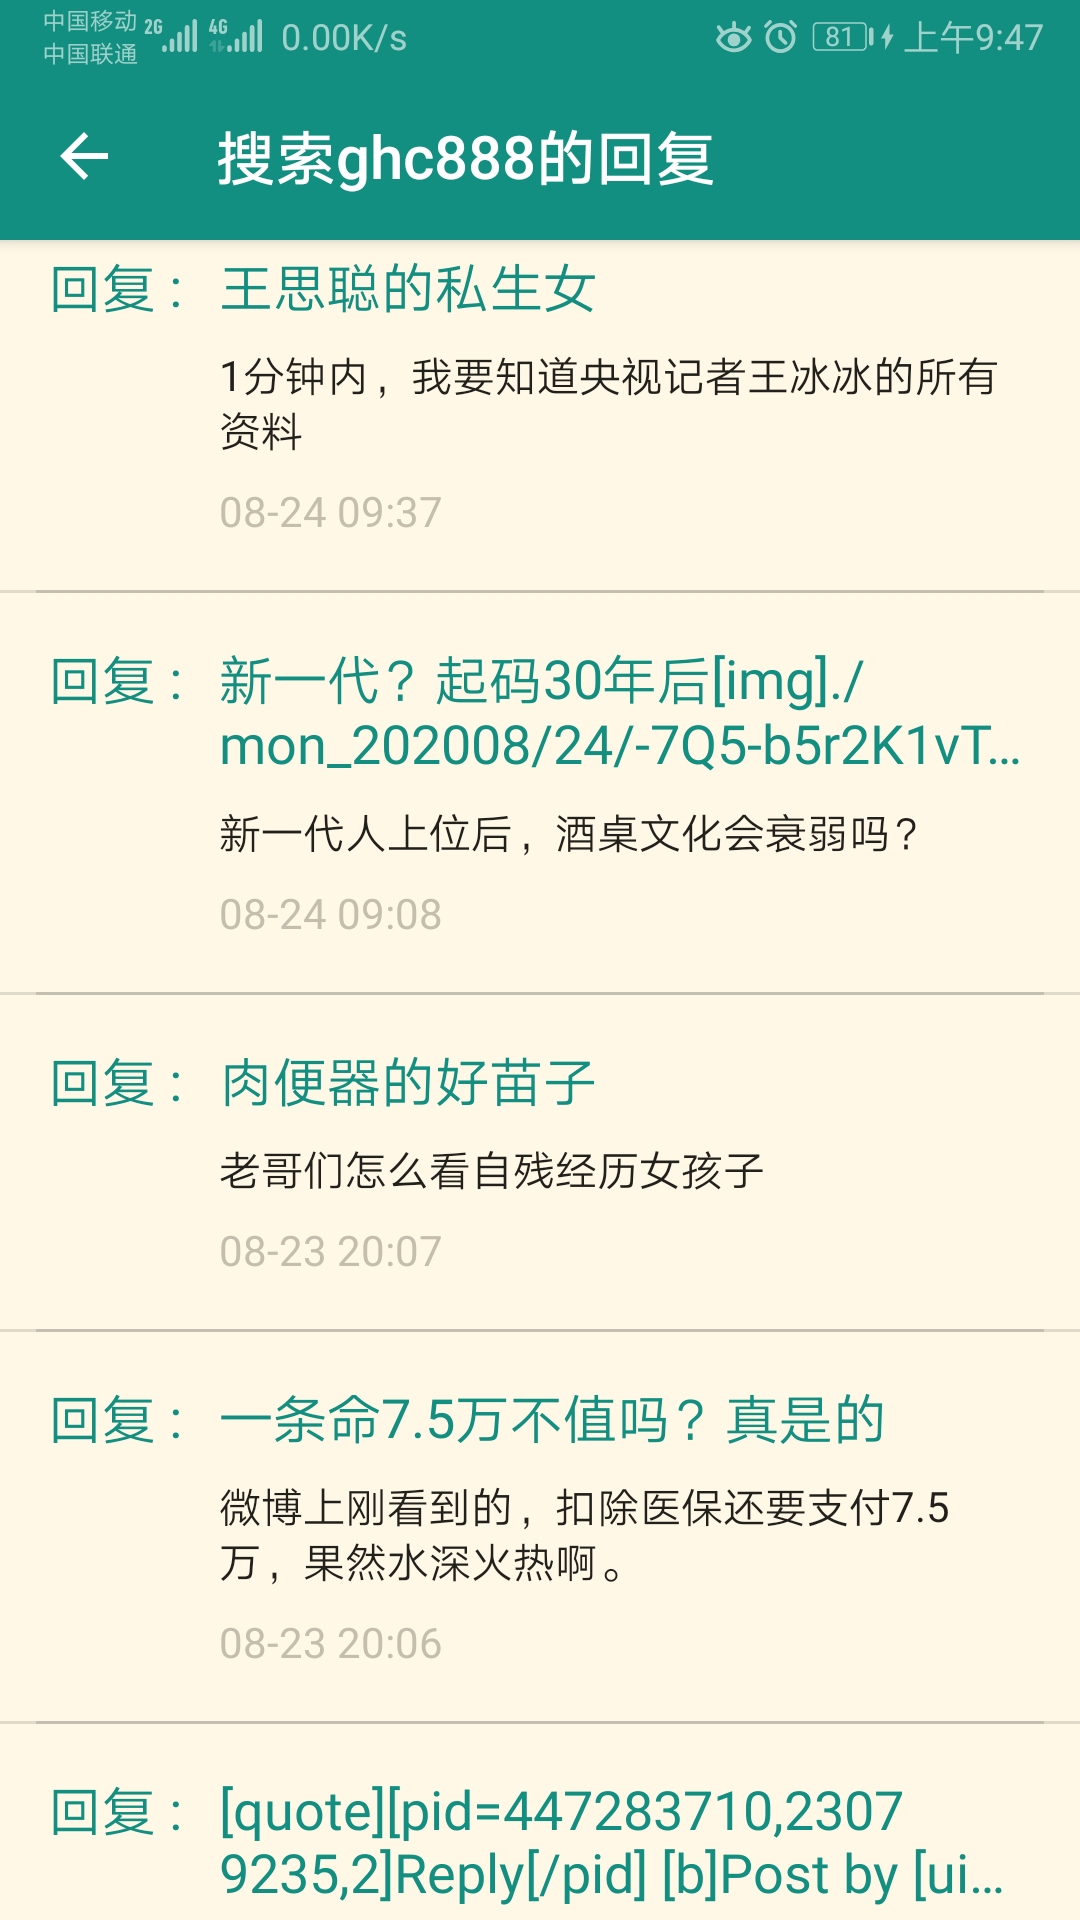 中国移动 2G 4G 0.00K/s 81 上午9:47
中国联通
搜索ghc888的回复
回复： 王思聪的私生女
1分钟内，我要知道央视记者王冰冰的所有
资料
08-24 09:37
回复： 新一代？起码30年后[img]./
mon_202008/24/-7Q5-b5r2K1vT...
新一代人上位后，酒桌文化会衰弱吗？
08-24 09:08
回复： 肉便器的好苗子
老哥们怎么看自残经历女孩子
08-23 20:07
回复： 一条命7.5万不值吗？真是的
微博上刚看到的，扣除医保还要支付7.5
万，果然水深火热啊。
08-23 20:06
回复： [quote][pid=447283710,2307
9235,2]Reply[/pid] [b]Post by [ui...